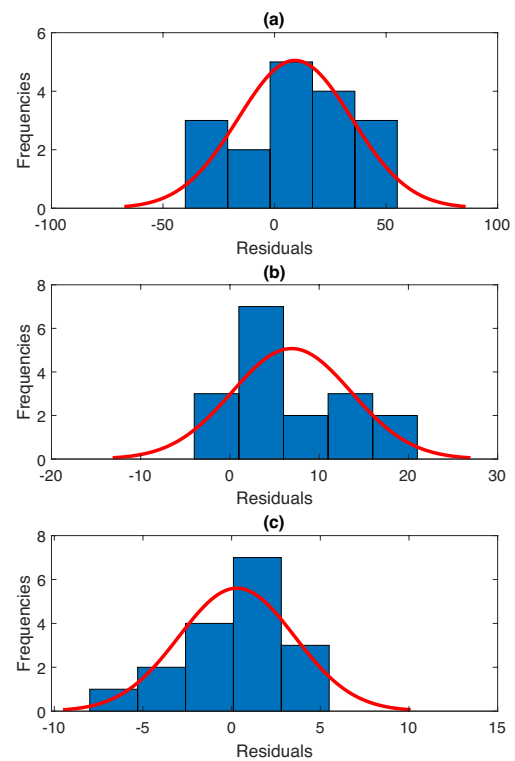 (a)
6
4
2
0
Frequencies
-100 -50 0 50 100
Residuals
(b)
8
6
4
2
0
Frequencies
-20 -10 0 10 20 30
Residuals
(c)
8
6
4
2
0
Frequencies
-10 -5 0 5 10 15
Residuals